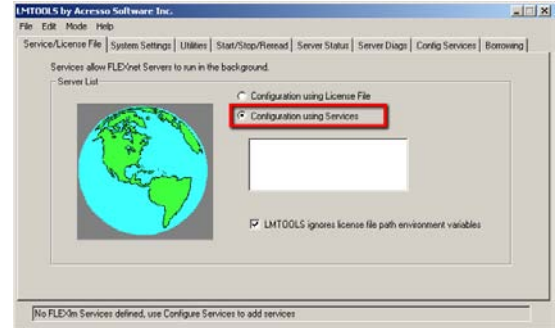 LMTOOLS by Acresso Software Inc.
File Edit Mode Help
Service/License File System Settings Utilities Start/Stop/Reread Server Status Server Diags Config Services Borrowing
Services allow FLEXnet Servers to run in the background.
Server List
Configuration using License File
Configuration using Services
LMTOOLS ignores license file path environment variables
No FLEXlm Services defined, use Configure Services to add services